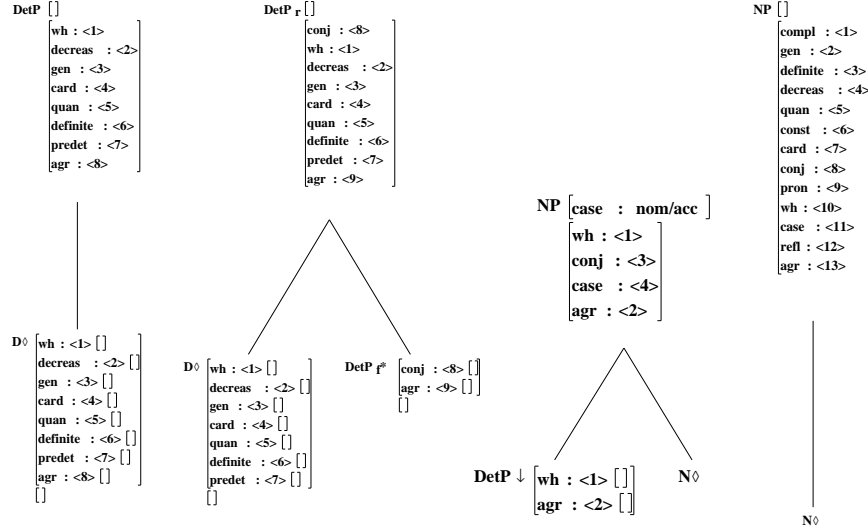 DetP []
wh : <1>
decreas : <2>
gen : <3>
card : <4>
quan : <5>
definite : <6>
predet : <7>
agr : <8>
D◊ wh : <1> []
decreas : <2> []
gen : <3> []
card : <4> []
quan : <5> []
definite : <6> []
predet : <7> []
agr : <8> []
[]
DetP r []
conj : <8>
wh : <1>
decreas : <2>
gen : <3>
card : <4>
quan : <5>
definite : <6>
predet : <7>
agr : <9>
D◊ wh : <1> []
decreas : <2> []
gen : <3> []
card : <4> []
quan : <5> []
definite : <6> []
predet : <7> []
[]
DetP f* conj : <8> []
agr : <9> []
[]
NP [case : nom/acc ]
wh : <1>
conj : <3>
case : <4>
agr : <2>
DetP ↓ wh : <1> []
agr : <2> []
N◊
NP []
compl : <1>
gen : <2>
definite : <3>
decreas : <4>
quan : <5>
const : <6>
card : <7>
conj : <8>
pron : <9>
wh : <10>
case : <11>
refl : <12>
agr : <13>
N◊